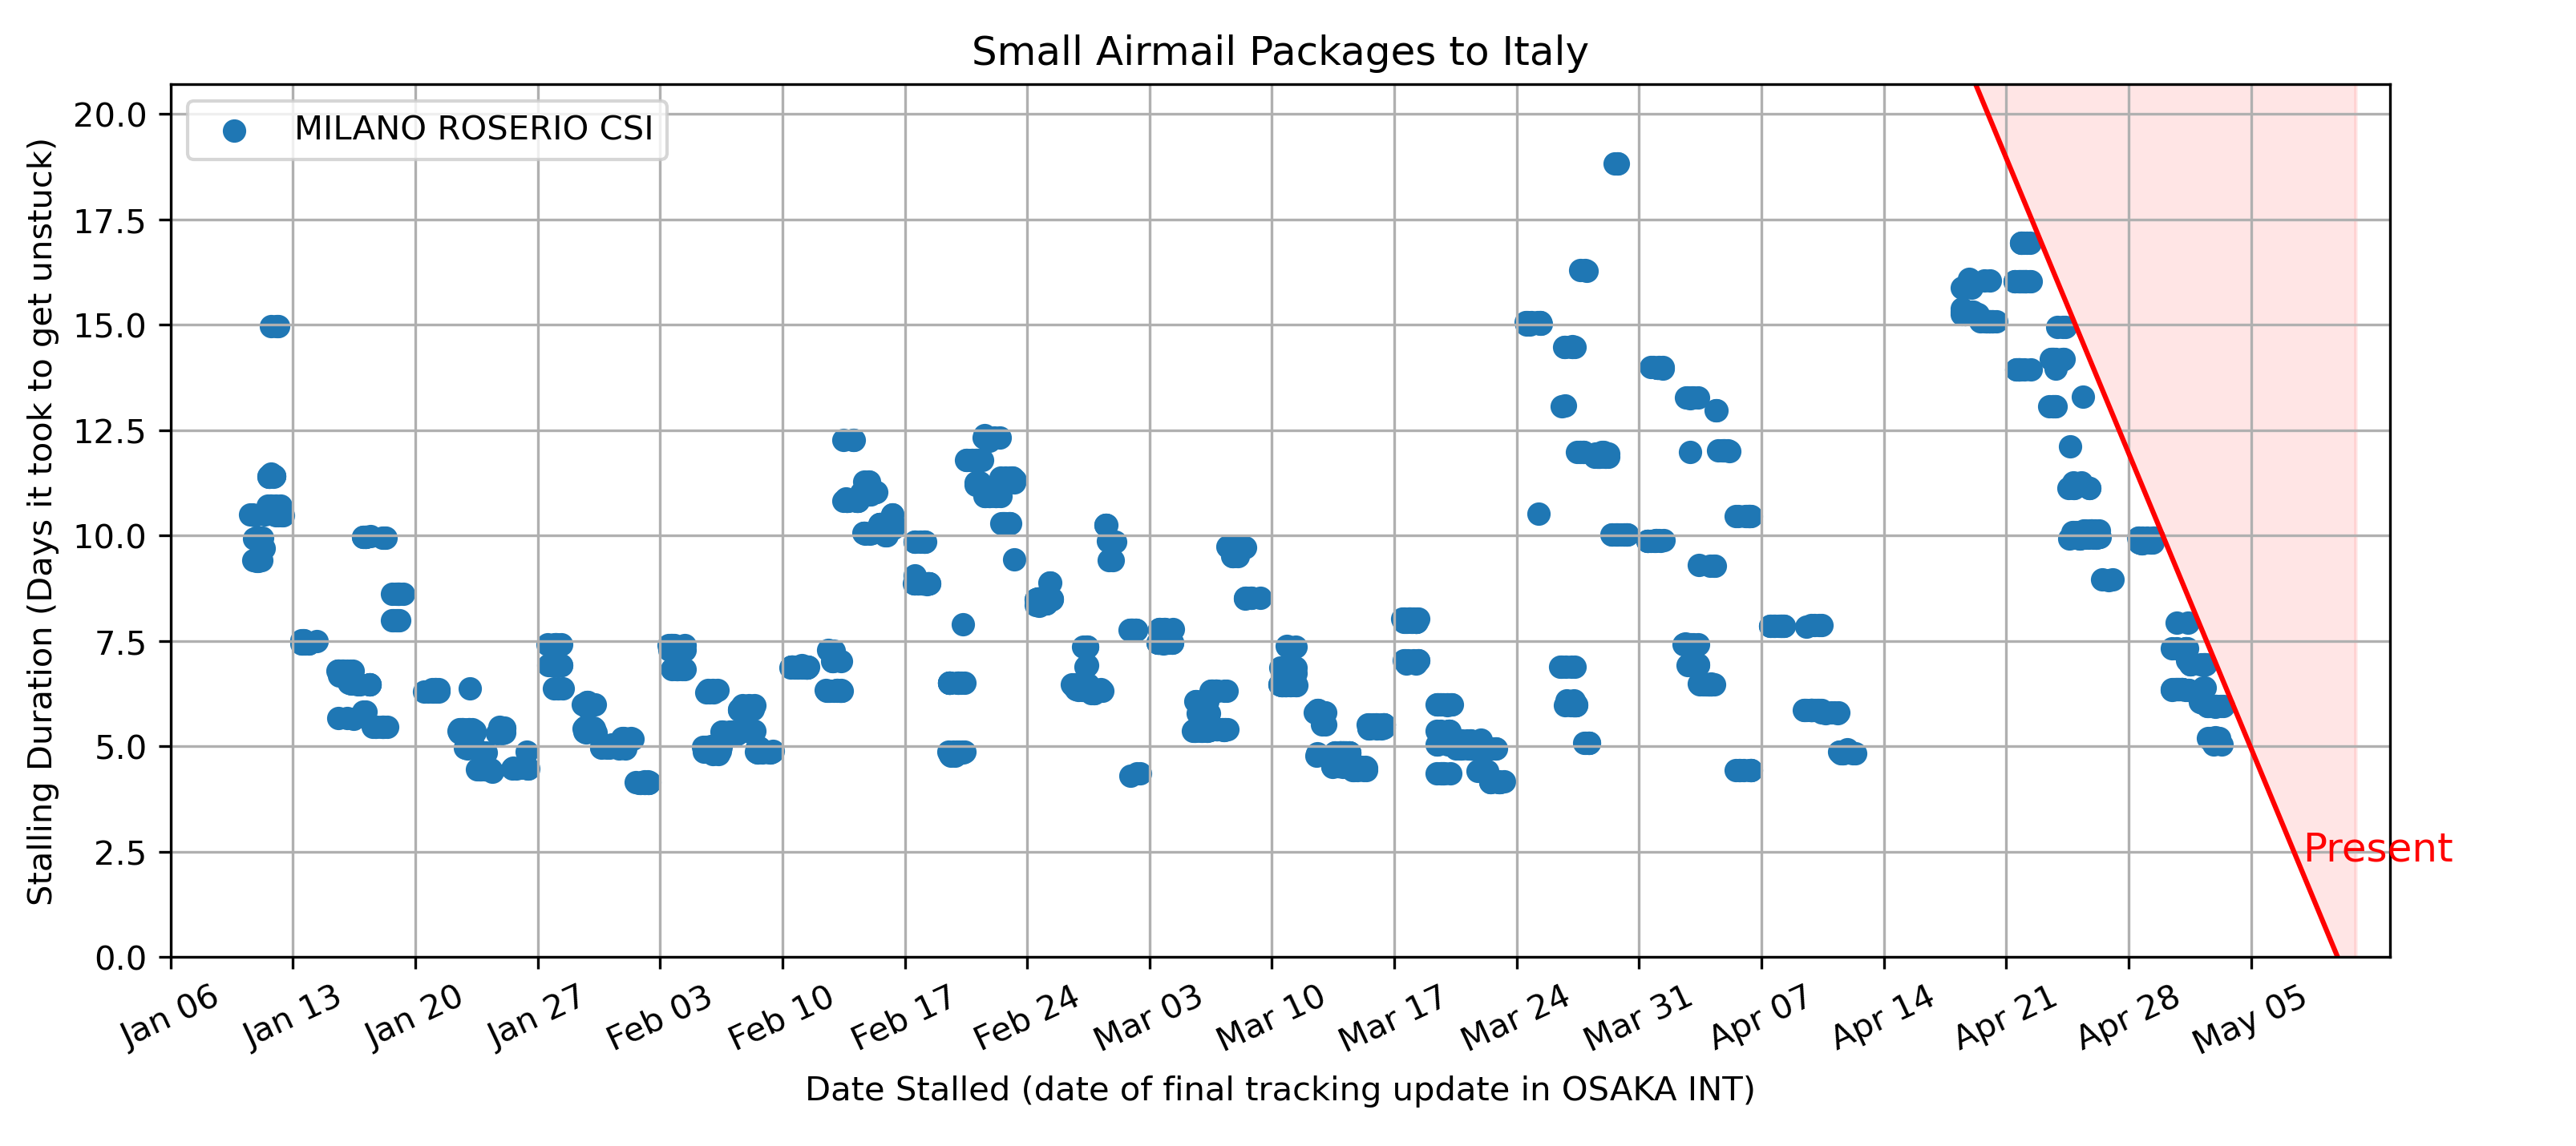 Small Airmail Packages to Italy
MILANO ROSERIO CSI
Stalling Duration (Days it took to get unstuck)
20.0
17.5
15.0
12.5
10.0
7.5
5.0
2.5
0.0
Present
Jan 06
Jan 13
Jan 20
Jan 27
Feb 03
Feb 10
Feb 17
Feb 24
Mar 03
Mar 10
Mar 17
Mar 24
Mar 31
Apr 07
Apr 14
Apr 21
Apr 28
May 05
Date Stalled (date of final tracking update in OSAKA INT)